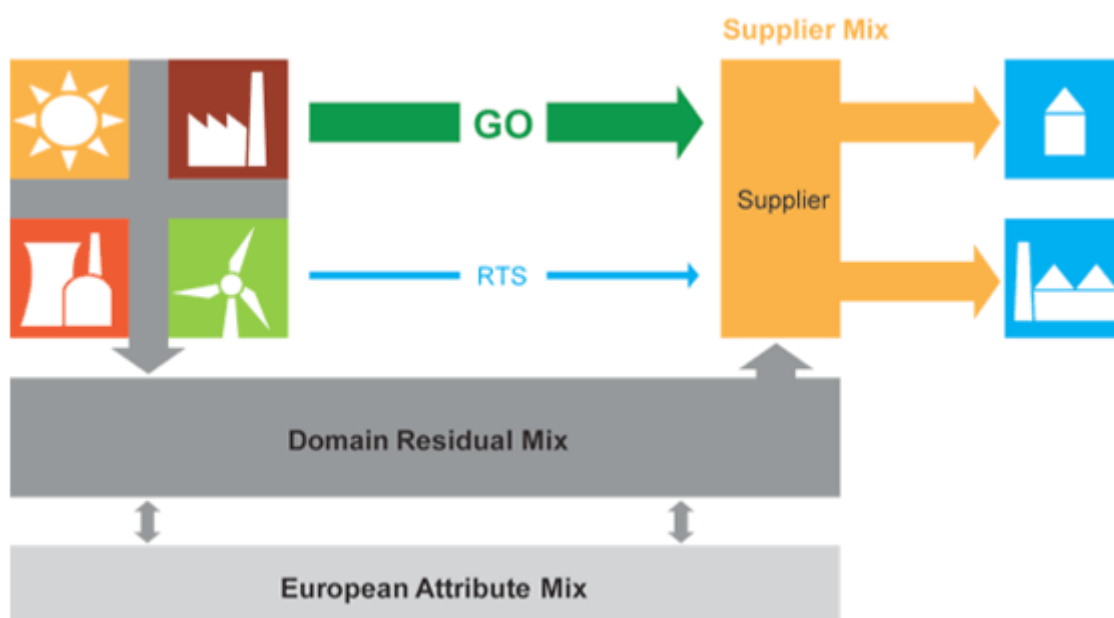 Supplier Mix
GO
Supplier
RTS
Domain Residual Mix
European Attribute Mix